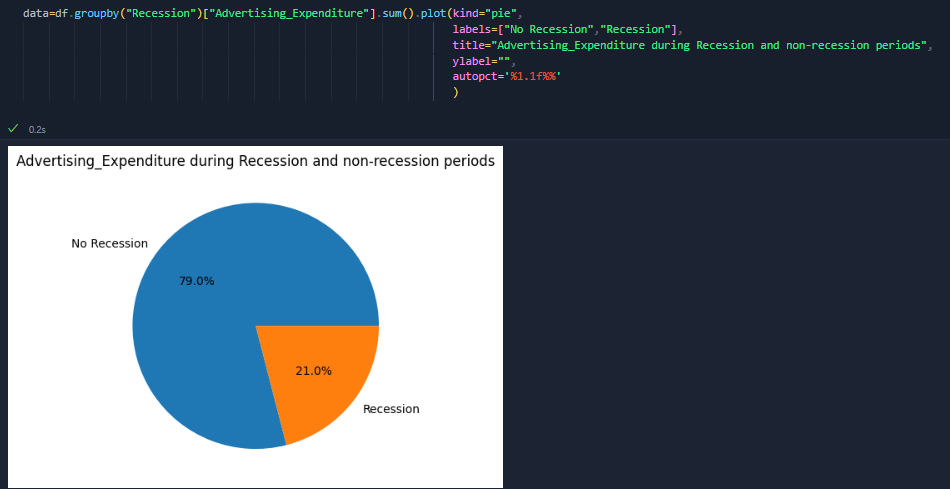 data=df.groupby("Recession")["Advertising_Expenditure"].sum().plot(kind="pie",
labels=["No Recession","Recession"],
title="Advertising_Expenditure during Recession and non-recession periods",
ylabel="",
autopct='%1.1f%%'
)
0.2s
Advertising_Expenditure during Recession and non-recession periods
No Recession
79.0%
21.0%
Recession